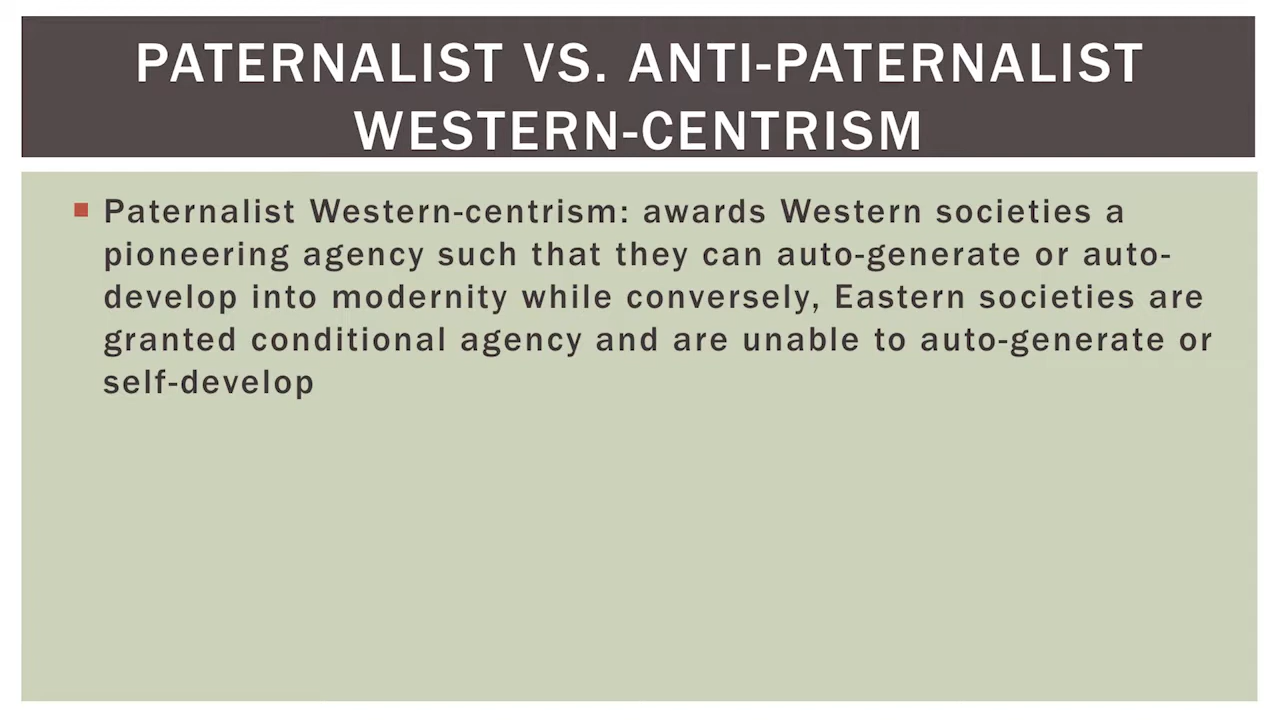 PATERNALIST VS. ANTI-PATERNALIST
WESTERN-CENTRISM
Paternalist Western-centrism: awards Western societies a
pioneering agency such that they can auto-generate or auto-
develop into modernity while conversely, Eastern societies are
granted conditional agency and are unable to auto-generate or
self-develop